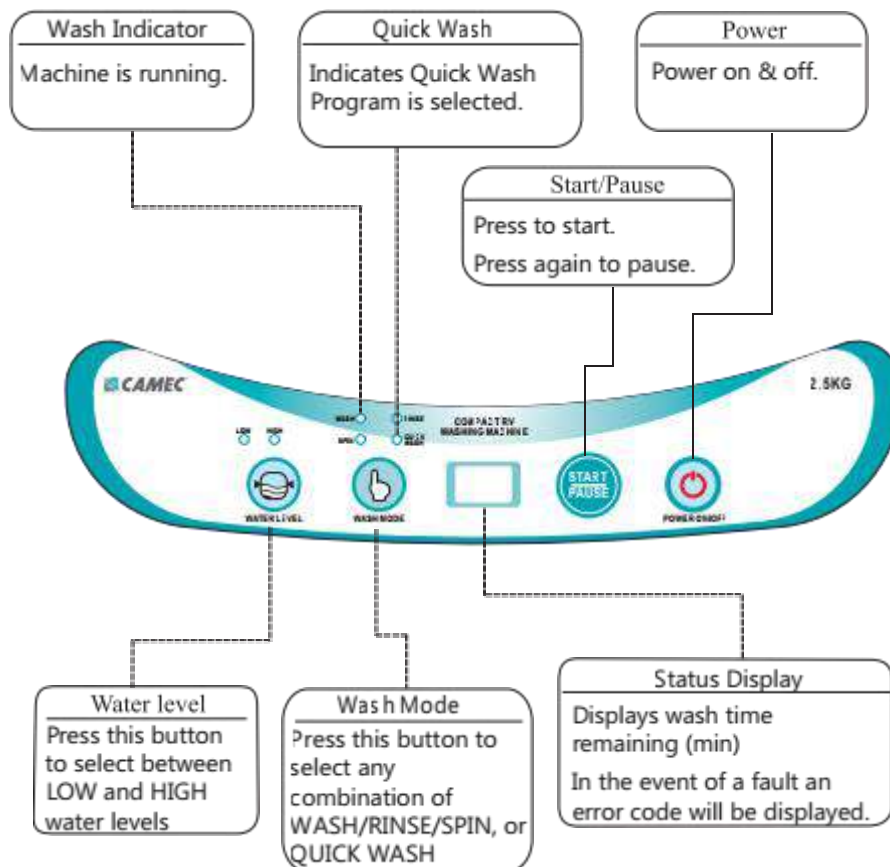 Wash Indicator
Machine is running.
Quick Wash
Indicates Quick Wash
Program is selected.
Power
Power on & off.
Start/Pause
Press to start.
Press again to pause.
CAMEC
2.5KG
WASH
RINSE
COMPACT RV
WASHING MACHINE
LOW
HIGH
SPIN
QUICK
WASH
START
PAUSE
WATER LEVEL
WASH MODE
POWER ON/OFF
Water level
Press this button
to select between
LOW and HIGH
water levels
Wash Mode
Press this button to
select any
combination of
WASH/RINSE/SPIN, or
QUICK WASH
Status Display
Displays wash time
remaining (min)
In the event of a fault an
error code will be displayed.